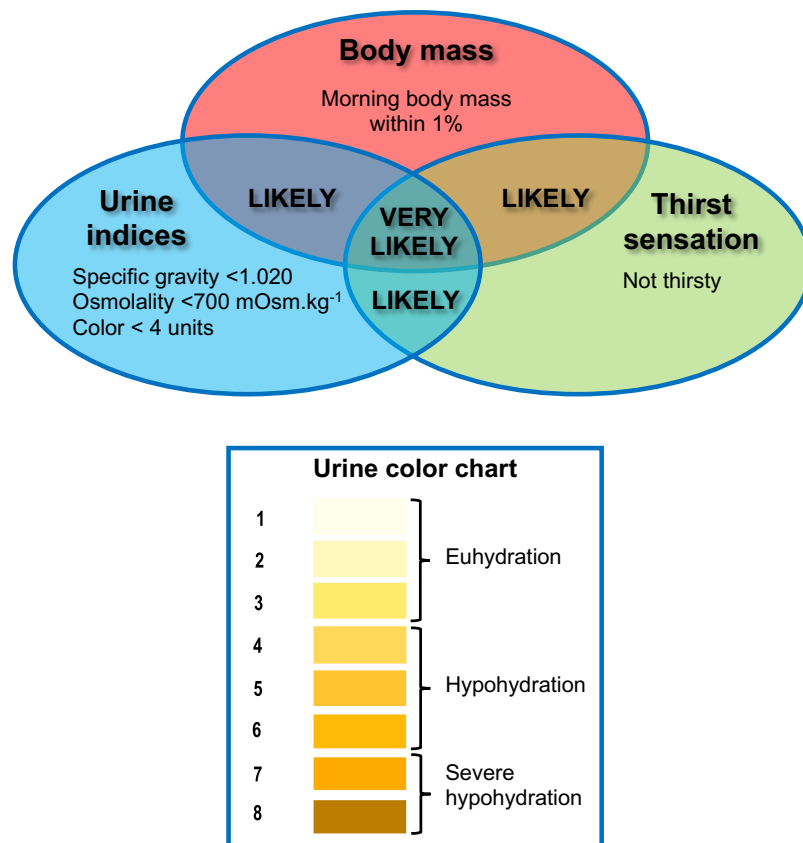 Body mass
Morning body mass
within 1%
LIKELY
LIKELY
VERY
LIKELY
LIKELY
Urine
indices
Specific gravity <1.020
Osmolality <700 mOsm.kg⁻¹
Color < 4 units
Thirst
sensation
Not thirsty
Urine color chart
1
2
3
Euhydration
4
5
6
Hypohydration
7
8
Severe
hypohydration